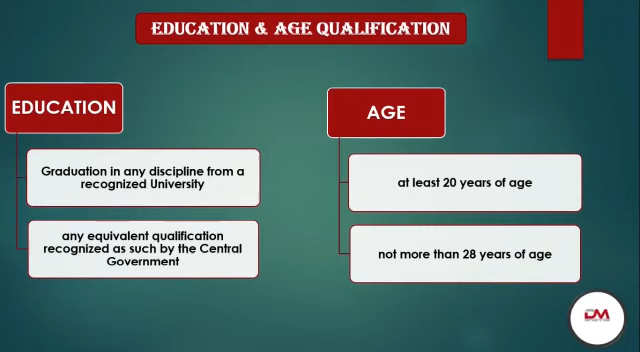 EDUCATION & AGE QUALIFICATION
EDUCATION
Graduation in any discipline from a
recognized University
any equivalent qualification
recognized as such by the Central
Government
AGE
at least 20 years of age
not more than 28 years of age
DM